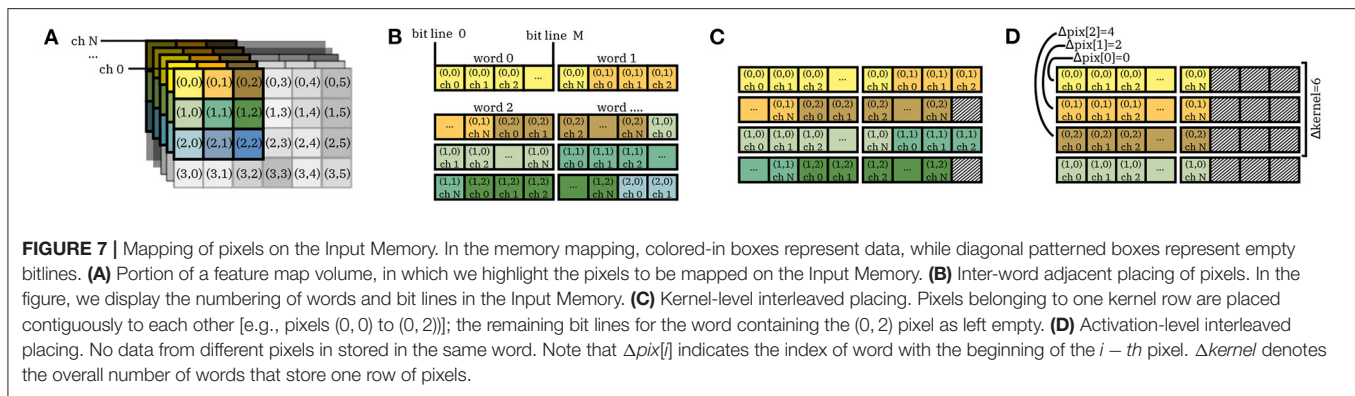 A
ch N
...
ch 0
(0,0) (0,1) (0,2) (0,3) (0,4) (0,5)
(1,0) (1,1) (1,2) (1,3) (1,4) (1,5)
(2,0) (2,1) (2,2) (2,3) (2,4) (2,5)
(3,0) (3,1) (3,2) (3,3) (3,4) (3,5)
B
bit line 0 bit line M
word 0 word 1
(0,0) (0,0) (0,0) ... (0,0) (0,1) (0,1) (0,1)
ch 0 ch 1 ch 2 ch N ch 0 ch 1 ch 2
word 2 word ....
... (0,1) (0,2) (0,2) (0,2) ... (0,2) (1,0)
ch N ch 0 ch 1 ch 2 ch N ch 0
(1,0) (1,0) ... (1,0) (1,1) (1,1) (1,1) ...
ch 1 ch 2 ch N ch 0 ch 1 ch 2
(1,1) (1,2) (1,2) (1,2) ... (1,2) (2,0) (2,0)
ch N ch 0 ch 1 ch 2 ch N ch 0 ch 1
C
(0,0) (0,0) (0,0) ... (0,0) (0,1) (0,1) (0,1)
ch 0 ch 1 ch 2 ch N ch 0 ch 1 ch 2
... (0,1) (0,2) (0,2) (0,2) ... (0,2)
ch N ch 0 ch 1 ch 2 ch N
(1,0) (1,0) (1,0) ... (1,0) (1,1) (1,1) (1,1)
ch 0 ch 1 ch 2 ch N ch 0 ch 1 ch 2
... (1,1) (1,2) (1,2) (1,2) ... (1,2)
ch N ch 0 ch 1 ch 2 ch N
D
Δpix[2]=4
Δpix[1]=2
Δpix[0]=0
(0,0) (0,0) (0,0) ... (0,0)
ch 0 ch 1 ch 2 ch N
(0,1) (0,1) (0,1) ... (0,1)
ch 0 ch 1 ch 2 ch N
(0,2) (0,2) (0,2) ... (0,2)
ch 0 ch 1 ch 2 ch N
(1,0) (1,0) (1,0) ... (1,0)
ch 0 ch 1 ch 2 ch N
Δkernel=6
FIGURE 7 | Mapping of pixels on the Input Memory. In the memory mapping, colored-in boxes represent data, while diagonal patterned boxes represent empty
bitlines. (A) Portion of a feature map volume, in which we highlight the pixels to be mapped on the Input Memory. (B) Inter-word adjacent placing of pixels. In the
figure, we display the numbering of words and bit lines in the Input Memory. (C) Kernel-level interleaved placing. Pixels belonging to one kernel row are placed
contiguously to each other [e.g., pixels (0, 0) to (0, 2))]; the remaining bit lines for the word containing the (0, 2) pixel as left empty. (D) Activation-level interleaved
placing. No data from different pixels in stored in the same word. Note that Δpix[i] indicates the index of word with the beginning of the i − th pixel. Δkernel denotes
the overall number of words that store one row of pixels.